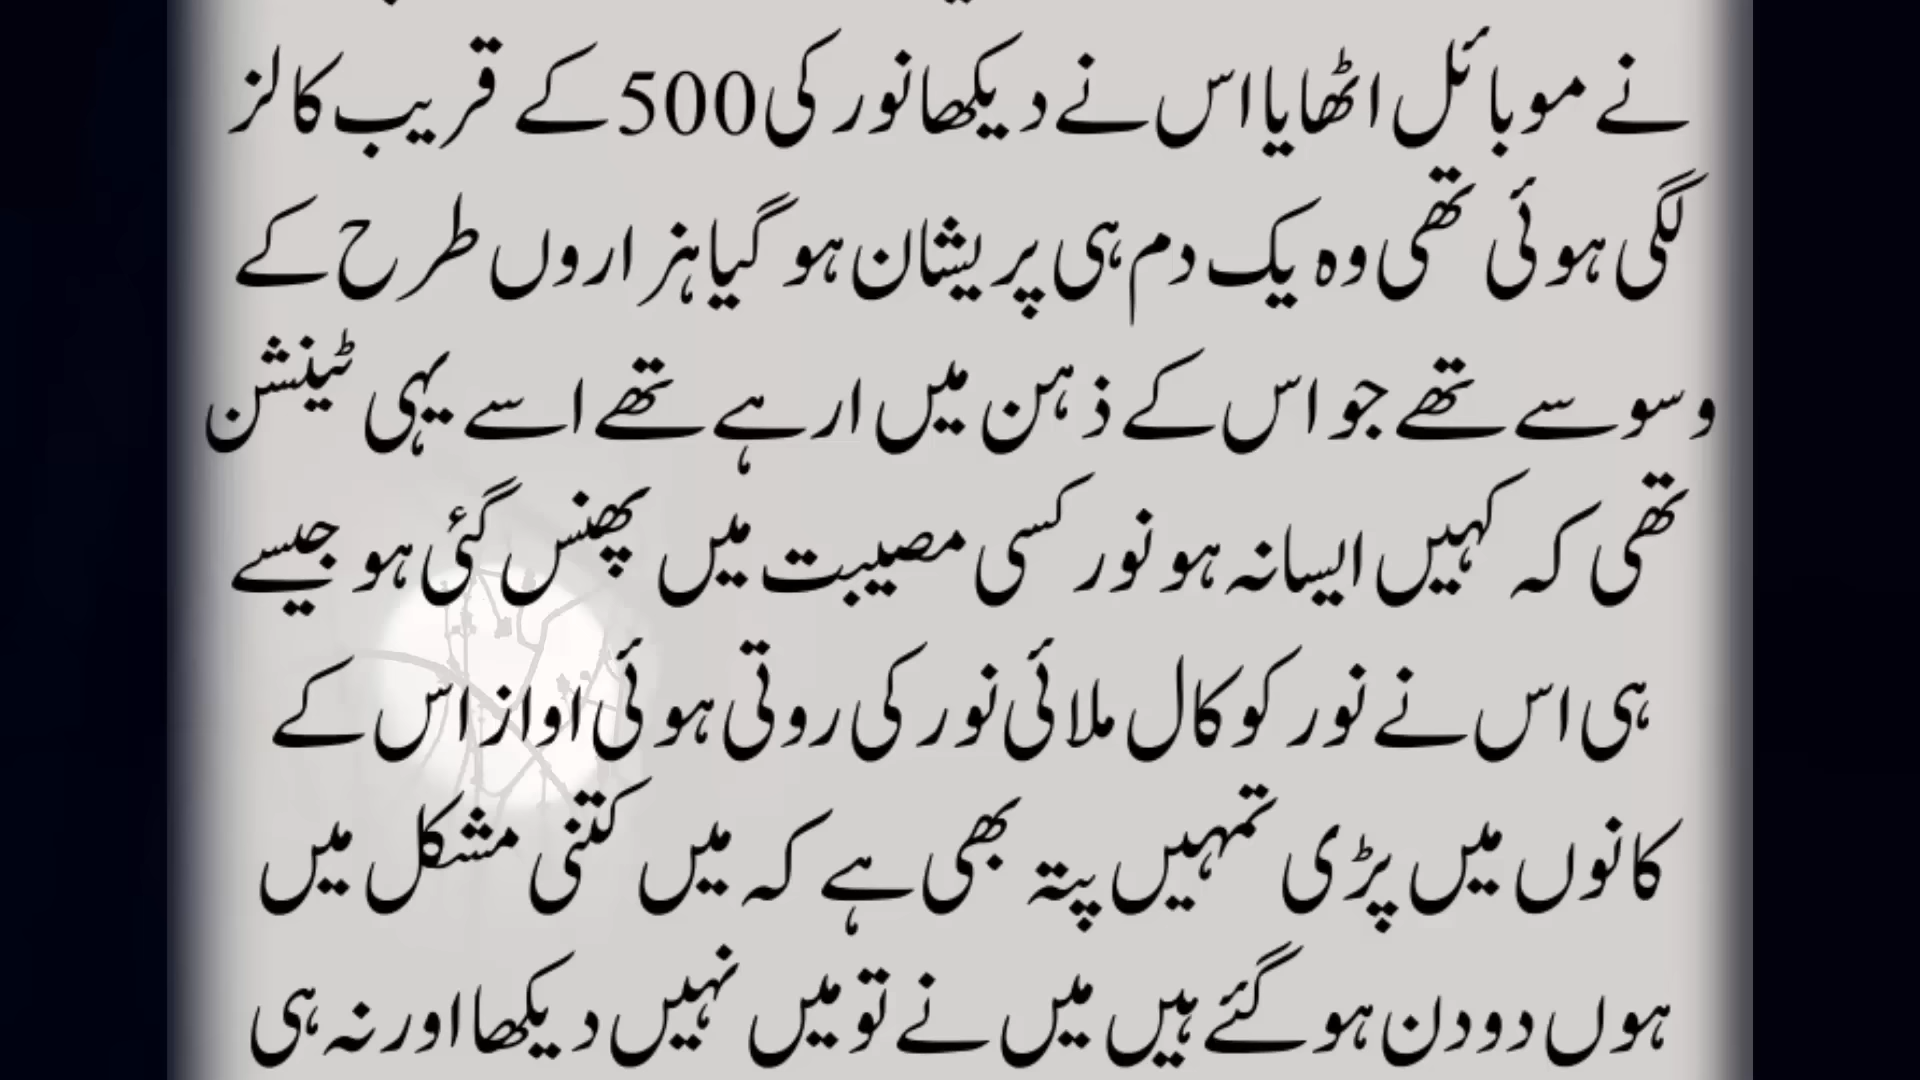 نے موبائل اٹھایا اس نے دیکھا نور کی 500 کے قریب کالز
لگی ہوئی تھی وہ یک دم ہی پریشان ہو گیا ہزاروں طرح کے
وسوسے تھے جو اس کے ذہن میں ارہے تھے اسے یہی ٹینشن
تھی کہ کہیں ایسا نہ ہو نور کسی مصیبت میں پھنس گئی ہو جیسے
ہی اس نے نور کو کال ملائی نور کی روتی ہوئی اواز اس کے
کانوں میں پڑی تمہیں پتہ بھی ہے کہ میں کتنی مشکل میں
ہوں دو دن ہو گئے ہیں میں نے تو میں نہیں دیکھا اور نہ ہی